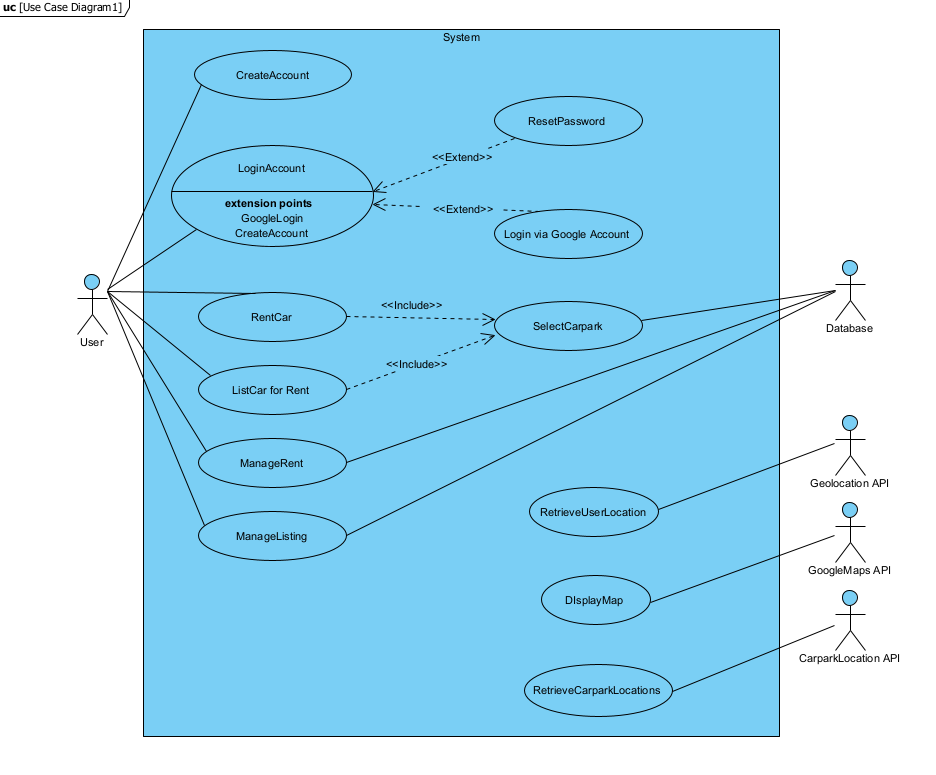 uc [Use Case Diagram1]
System
CreateAccount
ResetPassword
<<Extend>>
LoginAccount
extension points
GoogleLogin
CreateAccount
<<Extend>>
Login via Google Account
User
RentCar
<<Include>>
SelectCarpark
Database
<<Include>>
ListCar for Rent
ManageRent
Geolocation API
RetrieveUserLocation
ManageListing
GoogleMaps API
DIsplayMap
CarparkLocation API
RetrieveCarparkLocations